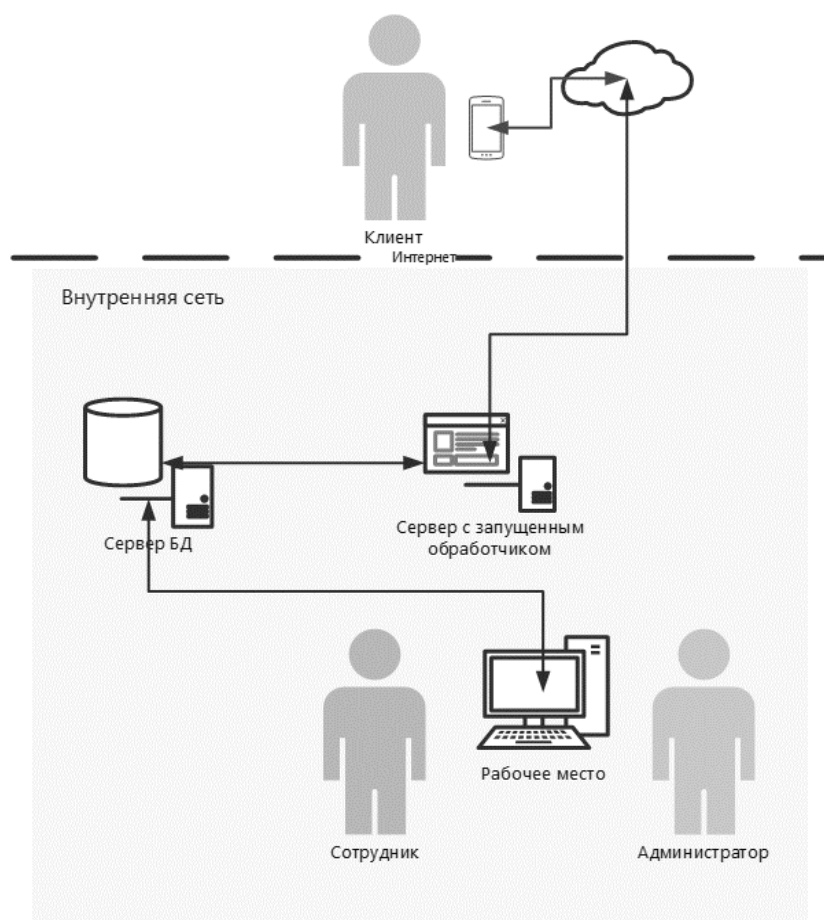 Клиент
Интернет
Внутренняя сеть
Сервер БД
Сервер с запущенным
обработчиком
Рабочее место
Сотрудник
Администратор